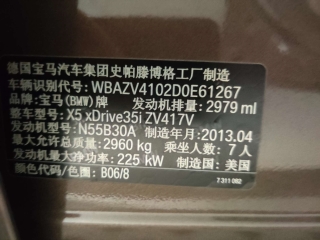 德国宝马汽车集团史帕滕博格工厂制造
车辆识别代号: WBAZV4102D0E61267
品牌: 宝马(BMW)牌 发动机排量: 2979 ml
整车型号: X5 xDrive35i ZV417V
发动机型号: N55B30A 制造年月: 2013.04
最大允许总质量: 2960 kg 乘坐人数: 7 人
发动机最大净功率: 225 kW 制造国: 美国
颜色/色图: B06/8
7 311 082